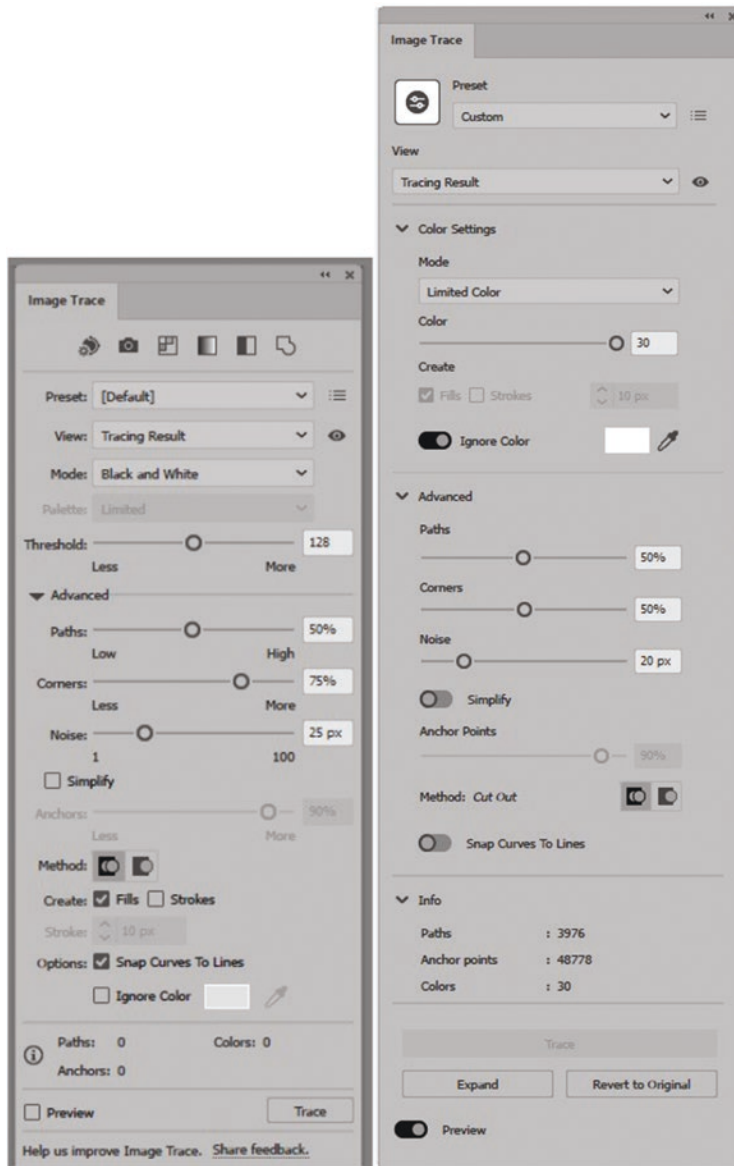 Image Trace
Preset: [Default]
View: Tracing Result
Mode: Black and White
Palette: Limited
Threshold: 128
Less More
Advanced
Paths: 50%
Low High
Corners: 75%
Less More
Noise: 25 px
1 100
Simplify
Anchors: 90%
Less More
Method:
Create: Fills Strokes
Stroke: 10 px
Options: Snap Curves To Lines
Ignore Color
Paths: 0 Colors: 0
Anchors: 0
Preview Trace
Help us improve Image Trace. Share feedback.
Image Trace
Preset
Custom
View
Tracing Result
Color Settings
Mode
Limited Color
Color
30
Create
Fills Strokes 10 px
Ignore Color
Advanced
Paths
50%
Corners
50%
Noise
20 px
Simplify
Anchor Points
90%
Method: Cut Out
Snap Curves To Lines
Info
Paths : 3976
Anchor points : 48778
Colors : 30
Trace
Expand Revert to Original
Preview